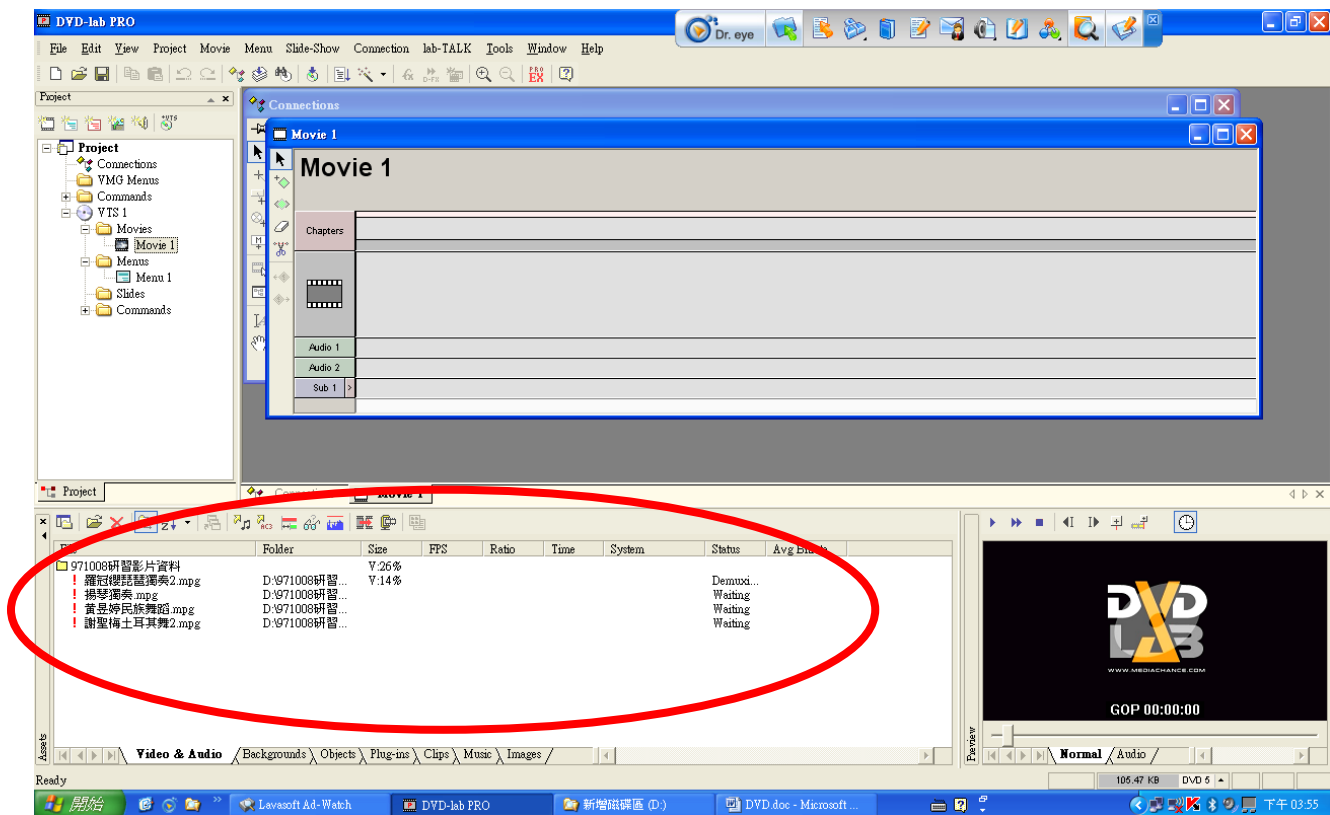 DVD-lab PRO
Dr. eye
File Edit View Project Movie Menu Slide-Show Connection lab-TALK Tools Window Help
PRO EX
Project
VTS
Project
Connections
VMG Menus
Commands
VTS 1
Movies
Movie 1
Menus
Menu 1
Slides
Commands
Connections
Movie 1
Movie 1
Chapters
Audio 1
Audio 2
Sub 1 >
Project
Movie 1
Folder Size FPS Ratio Time System Status Avg
971008研習影片資料 V:26%
羅冠纓琵琶獨奏2.mpg D:\971008研習... V:14% Demuxi...
揚琴獨奏.mpg D:\971008研習... Waiting
黃昱婷民族舞蹈.mpg D:\971008研習... Waiting
謝聖梅土耳其舞2.mpg D:\971008研習... Waiting
DVD
LAB
WWW.MEDIACHANCE.COM
GOP 00:00:00
Assets
Video & Audio Backgrounds Objects Plug-ins Clips Music Images
Preview
Normal Audio
Ready
105.47 KB DVD 5
開始 Lavasoft Ad-Watch DVD-lab PRO 新增磁碟區 (D:) DVD.doc - Microsoft ... 下午 03:55